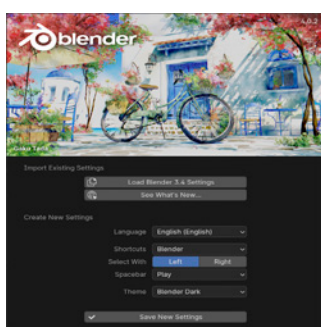 4.0.2
blender
Import Existing Settings
Load Blender 3.6 Settings
See What's New...
Create New Settings
Language English (English)
Shortcuts Blender
Select With Left Right
Spacebar Play
Theme Blender Dark
Save New Settings